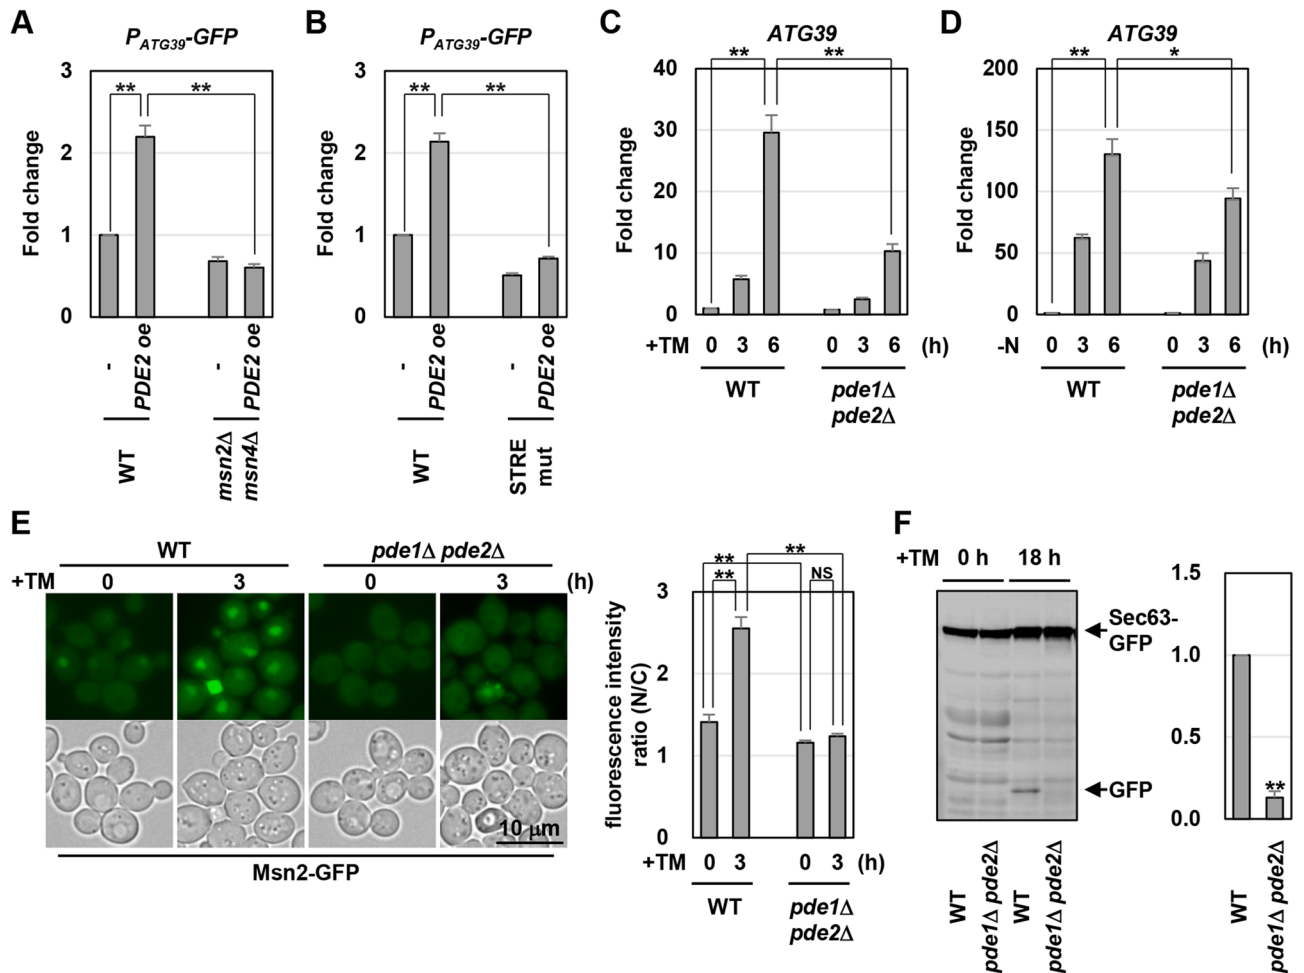 A
P_ATG39-GFP
**
**
Fold change
3
2
1
0
-
PDE2 oe
-
PDE2 oe
WT
msn2Δ
msn4Δ
B
P_ATG39-GFP
**
**
Fold change
3
2
1
0
-
PDE2 oe
-
PDE2 oe
WT
STRE
mut
C
ATG39
**
**
Fold change
40
30
20
10
0
+TM 0 3 6 0 3 6 (h)
WT
pde1Δ
pde2Δ
D
ATG39
**
*
Fold change
200
150
100
50
0
-N 0 3 6 0 3 6 (h)
WT
pde1Δ
pde2Δ
E
WT
pde1Δ pde2Δ
+TM 0 3 0 3 (h)
10 μm
Msn2-GFP
**
**
**
NS
fluorescence intensity
ratio (N/C)
3
2
1
0
+TM 0 3 0 3 (h)
WT
pde1Δ
pde2Δ
F
+TM 0 h 18 h
Sec63-
GFP
GFP
WT
pde1Δ pde2Δ
WT
pde1Δ pde2Δ
1.5
1.0
0.5
0.0
**
WT
pde1Δ pde2Δ